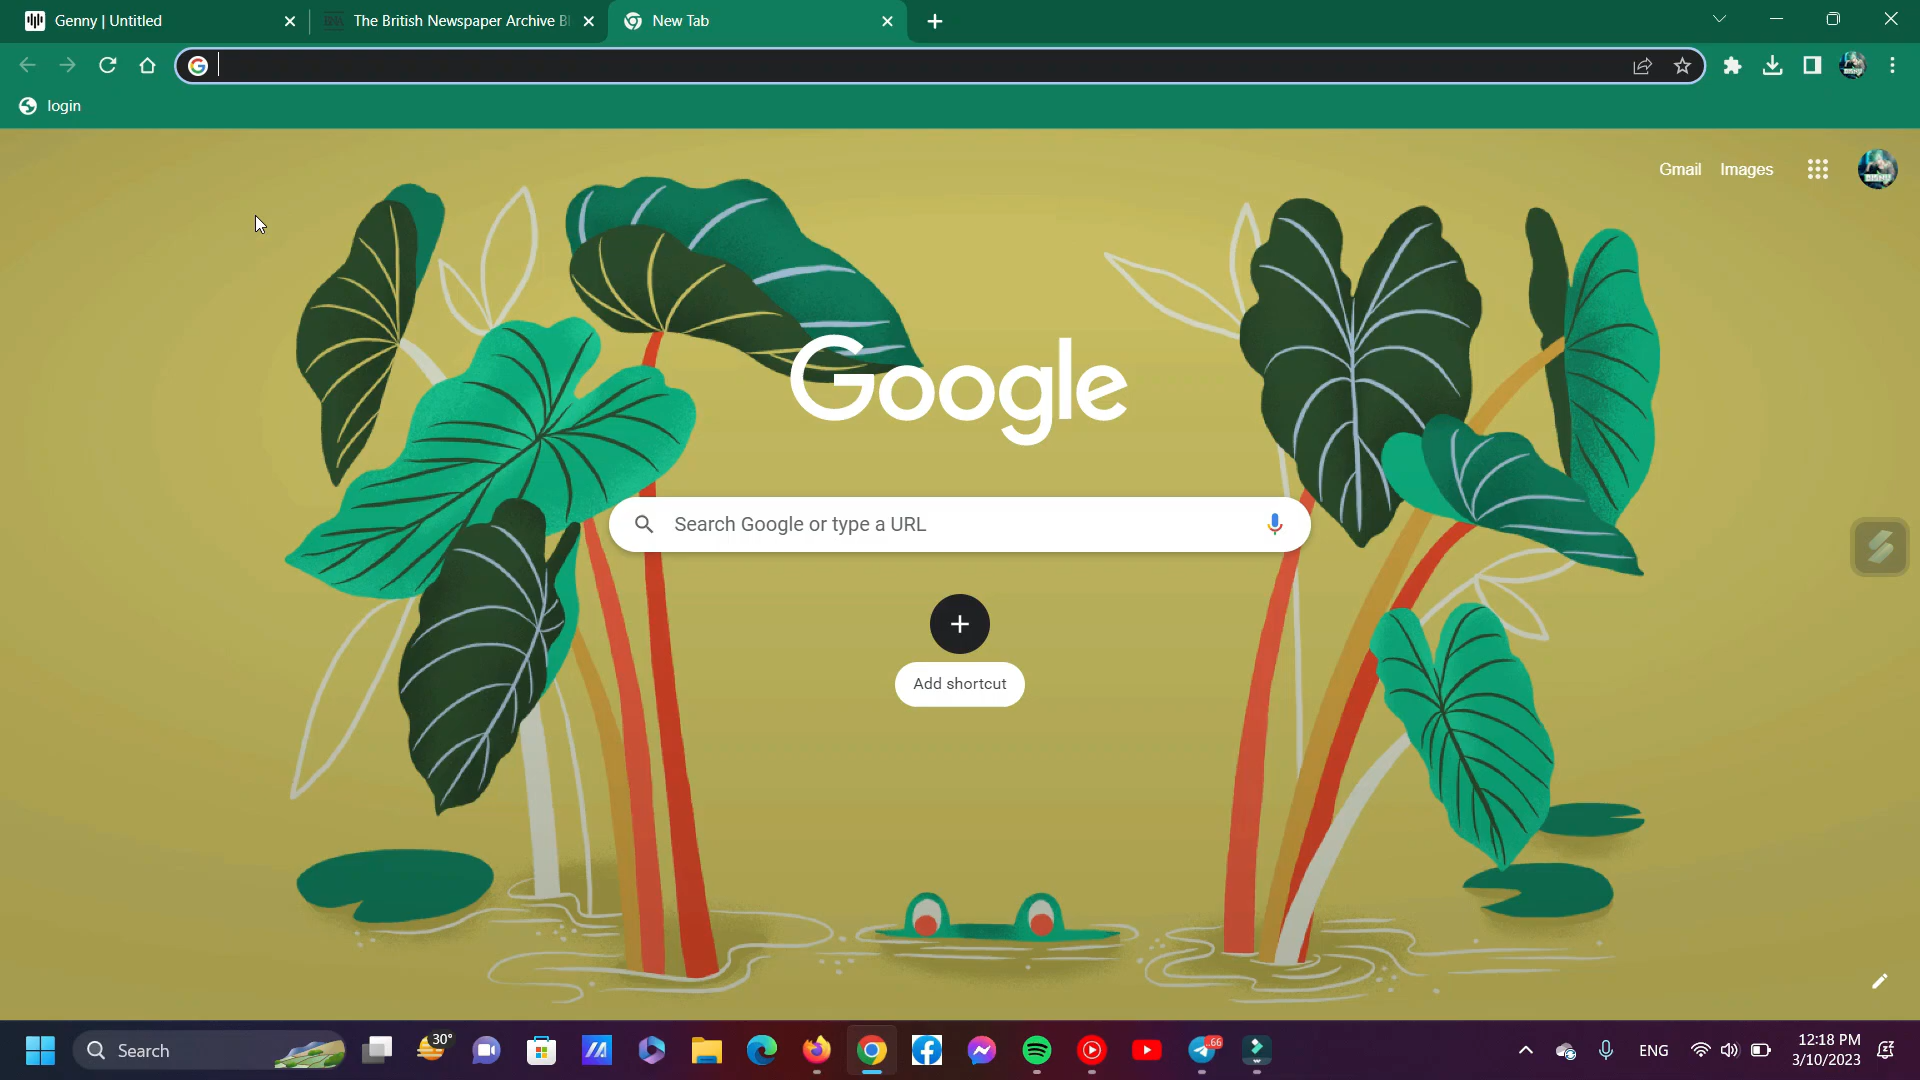 Genny | Untitled
The British Newspaper Archive Bl
New Tab
login
Gmail
Images
Google
Search Google or type a URL
Add shortcut
Search
30°
66
ENG
12:18 PM
3/10/2023